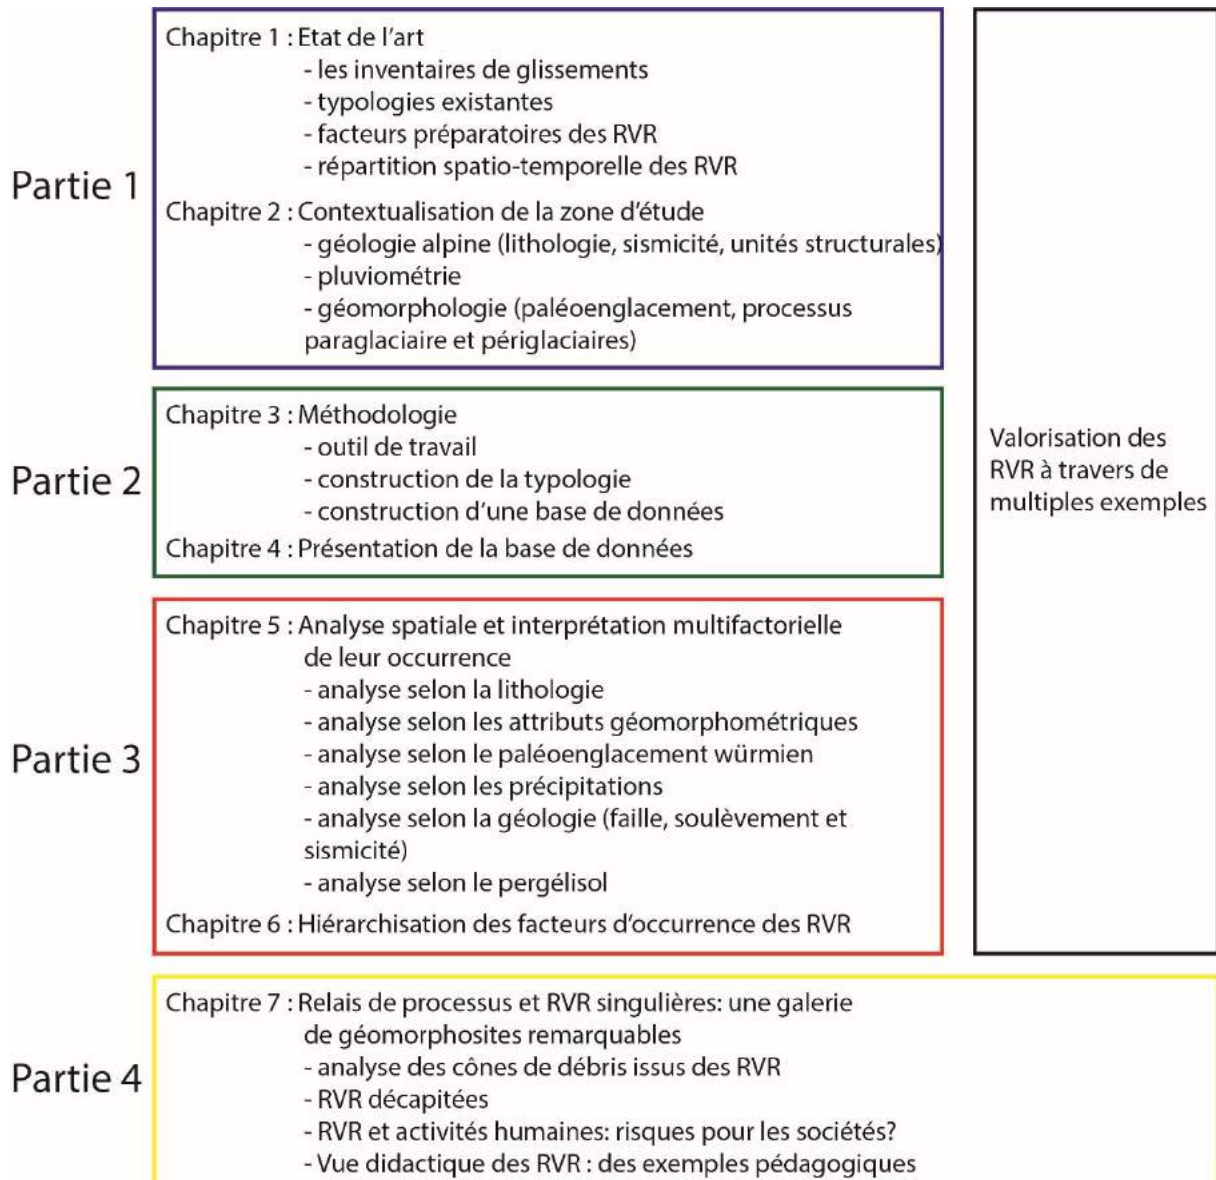 Partie 1
Chapitre 1 : Etat de l'art
- les inventaires de glissements
- typologies existantes
- facteurs préparatoires des RVR
- répartition spatio-temporelle des RVR
Chapitre 2 : Contextualisation de la zone d'étude
- géologie alpine (lithologie, sismicité, unités structurales)
- pluviométrie
- géomorphologie (paléoenglacement, processus
paraglaciaire et périglaciaires)
Partie 2
Chapitre 3 : Méthodologie
- outil de travail
- construction de la typologie
- construction d'une base de données
Chapitre 4 : Présentation de la base de données
Partie 3
Chapitre 5 : Analyse spatiale et interprétation multifactorielle
de leur occurrence
- analyse selon la lithologie
- analyse selon les attributs géomorphométriques
- analyse selon le paléoenglacement würmien
- analyse selon les précipitations
- analyse selon la géologie (faille, soulèvement et
sismicité)
- analyse selon le pergélisol
Chapitre 6 : Hiérarchisation des facteurs d'occurrence des RVR
Valorisation des
RVR à travers de
multiples exemples
Partie 4
Chapitre 7 : Relais de processus et RVR singulières: une galerie
de géomorphosites remarquables
- analyse des cônes de débris issus des RVR
- RVR décapitées
- RVR et activités humaines: risques pour les sociétés?
- Vue didactique des RVR : des exemples pédagogiques